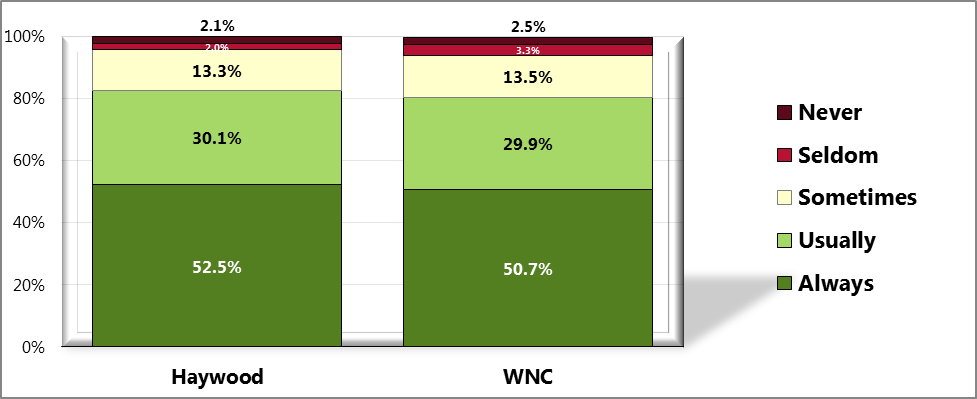 2.1%
2.5%
100%
2.0%
3.3%
13.3%
13.5%
80%
Never
30.1%
29.9%
Seldom
60%
Sometimes
40%
Usually
52.5%
50.7%
20%
Always
0%
Haywood
WNC